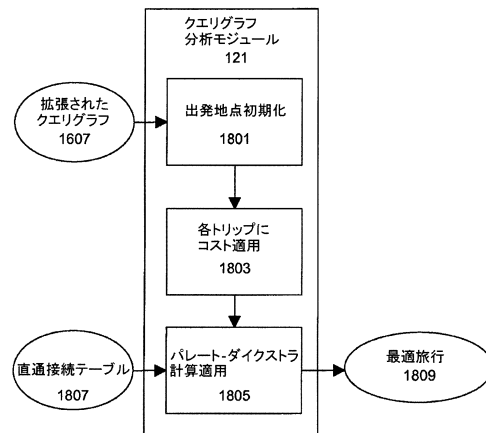 クエリグラフ
分析モジュール
121
拡張された
クエリグラフ
1607
出発地点初期化
1801
各トリップに
コスト適用
1803
直通接続テーブル
1807
パレート-ダイクストラ
計算適用
1805
最適旅行
1809